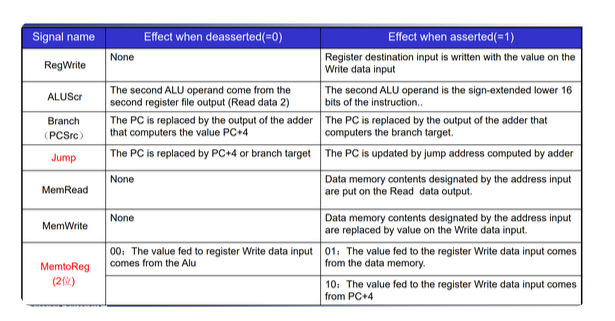 Signal name Effect when deasserted(=0) Effect when asserted(=1)
RegWrite None Register destination input is written with the value on the
Write data input
ALUScr The second ALU operand come from the The second ALU operand is the sign-extended lower 16
second register file output (Read data 2) bits of the instruction..
Branch The PC is replaced by the output of the adder The PC is replaced by the output of the adder that
(PCSrc) that computers the value PC+4 computers the branch target.
Jump The PC is replaced by PC+4 or branch target The PC is updated by jump address computed by adder
MemRead None Data memory contents designated by the address input
are put on the Read data output.
MemWrite None Data memory contents designated by the address input
are replaced by value on the Write data input.
MemtoReg 00：The value fed to register Write data input 01：The value fed to the register Write data input comes
(2位) comes from the Alu from the data memory.
10：The value fed to the register Write data input comes
from PC+4